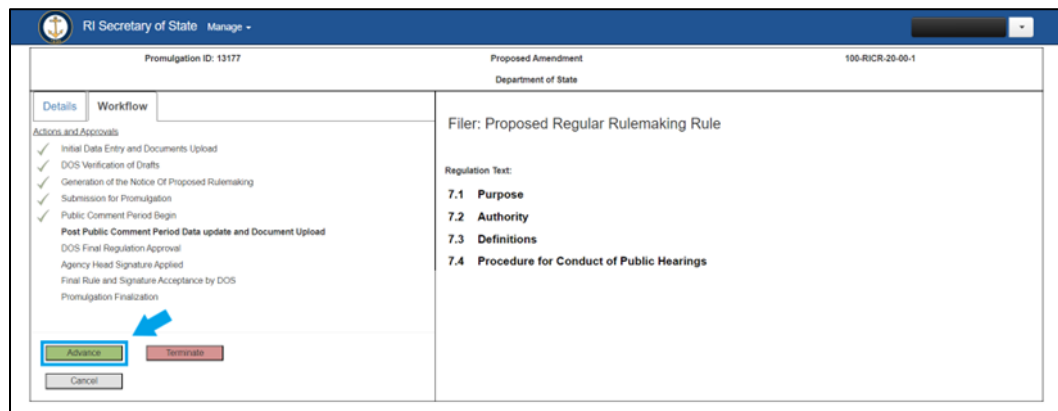 RI Secretary of State Manage
Promulgation ID: 13177 Proposed Amendment 100-RICR-20-00-1
Department of State
Details Workflow
Actions and Approvals
Initial Data Entry and Documents Upload
DOS Verification of Drafts
Generation of the Notice Of Proposed Rulemaking
Submission for Promulgation
Public Comment Period Begin
Post Public Comment Period Data update and Document Upload
DOS Final Regulation Approval
Agency Head Signature Applied
Final Rule and Signature Acceptance by DOS
Promulgation Finalization
Advance Terminate
Cancel
Filer: Proposed Regular Rulemaking Rule
Regulation Text:
7.1 Purpose
7.2 Authority
7.3 Definitions
7.4 Procedure for Conduct of Public Hearings